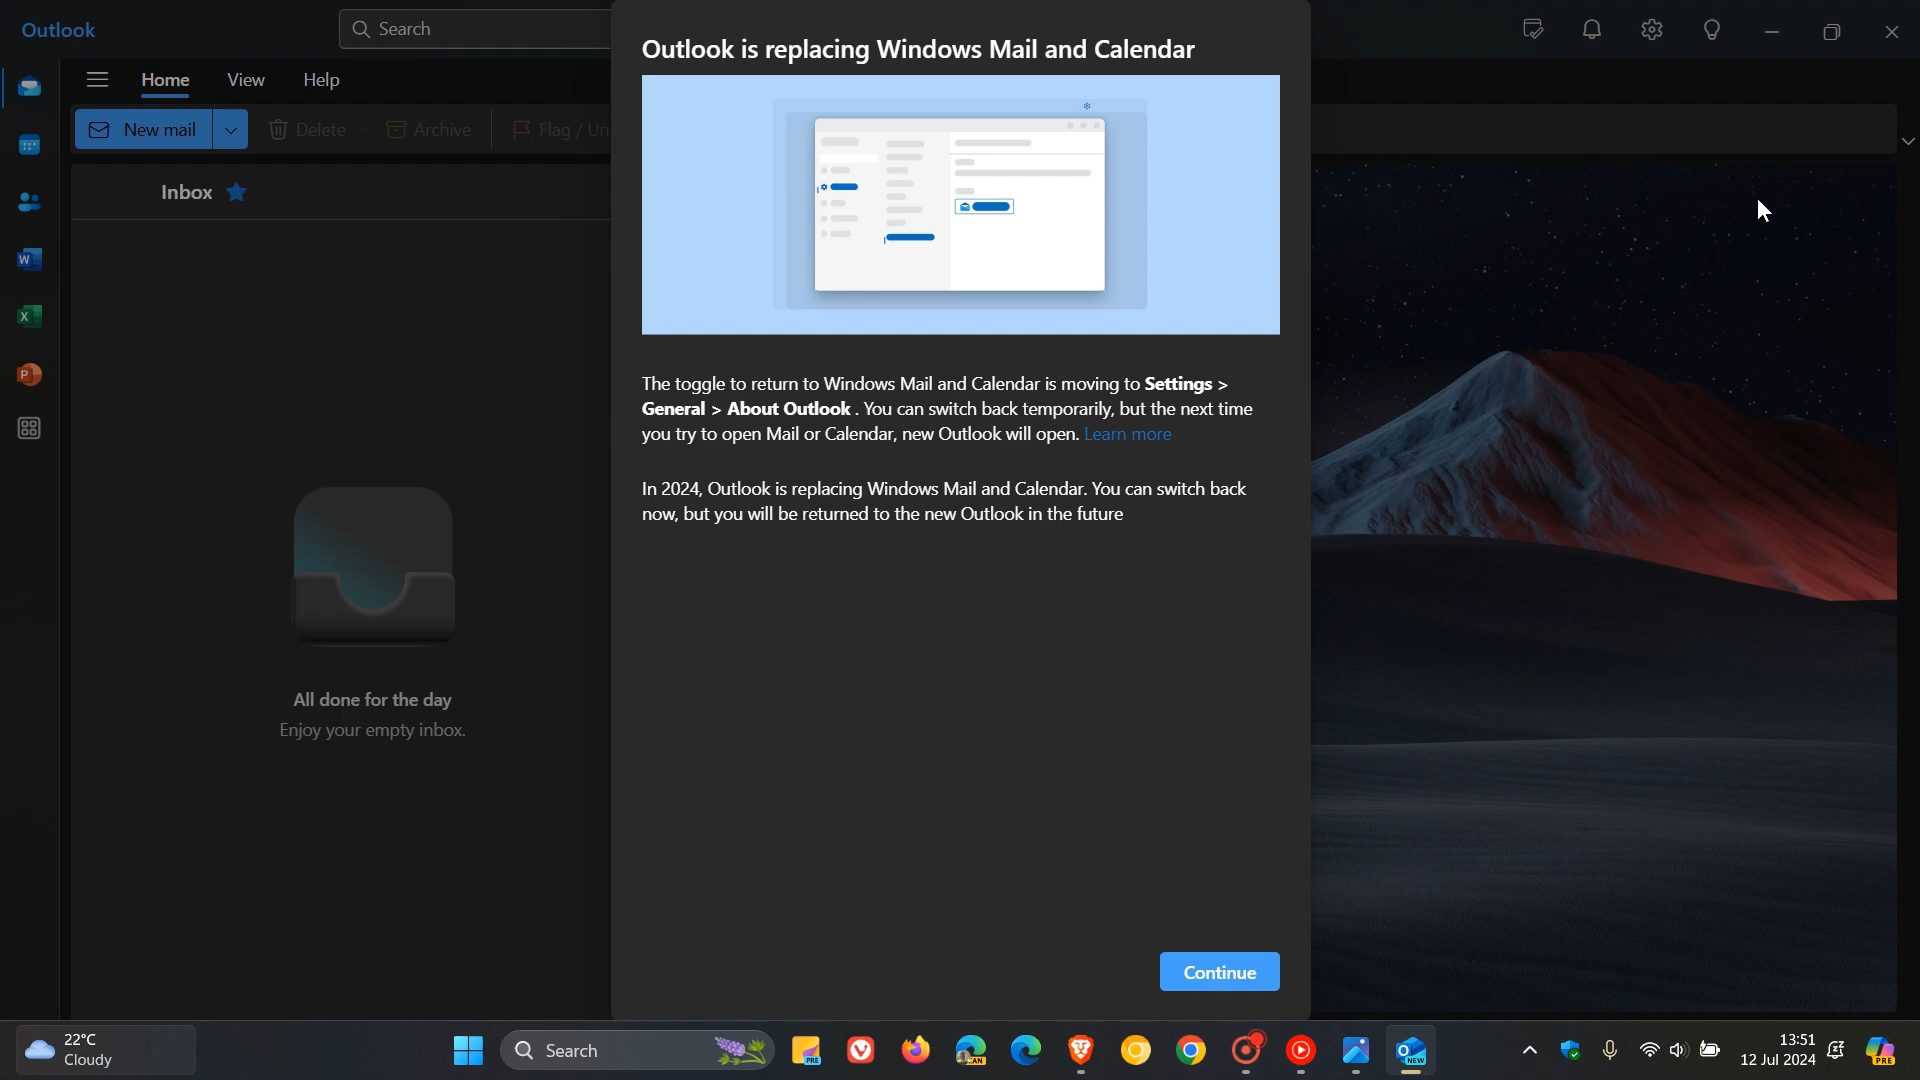 Outlook
Search
Home
View
Help
New mail
Delete
Archive
Flag / Un
Inbox
All done for the day
Enjoy your empty inbox.
Outlook is replacing Windows Mail and Calendar
The toggle to return to Windows Mail and Calendar is moving to Settings >
General > About Outlook . You can switch back temporarily, but the next time
you try to open Mail or Calendar, new Outlook will open. Learn more
In 2024, Outlook is replacing Windows Mail and Calendar. You can switch back
now, but you will be returned to the new Outlook in the future
Continue
22°C
Cloudy
Search
PRE
CAN
NEW
13:51
12 Jul 2024
PRE